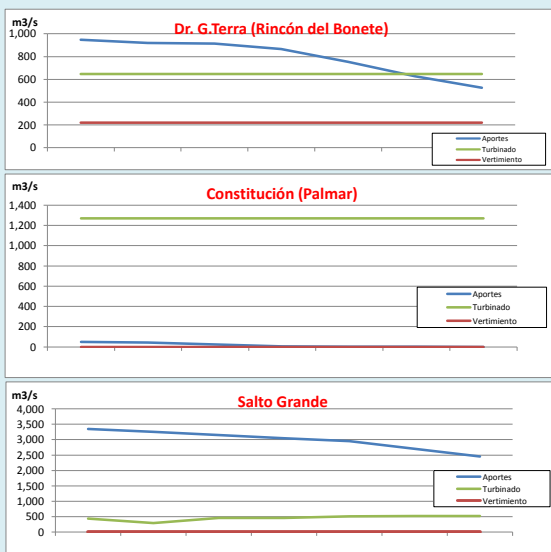 m3/s
Dr. G.Terra (Rincón del Bonete)
1,000
800
600
400
200
0
Aportes
Turbinado
Vertimiento
m3/s
Constitución (Palmar)
1,400
1,200
1,000
800
600
400
200
0
Aportes
Turbinado
Vertimiento
m3/s
Salto Grande
4,000
3,500
3,000
2,500
2,000
1,500
1,000
500
0
Aportes
Turbinado
Vertimiento